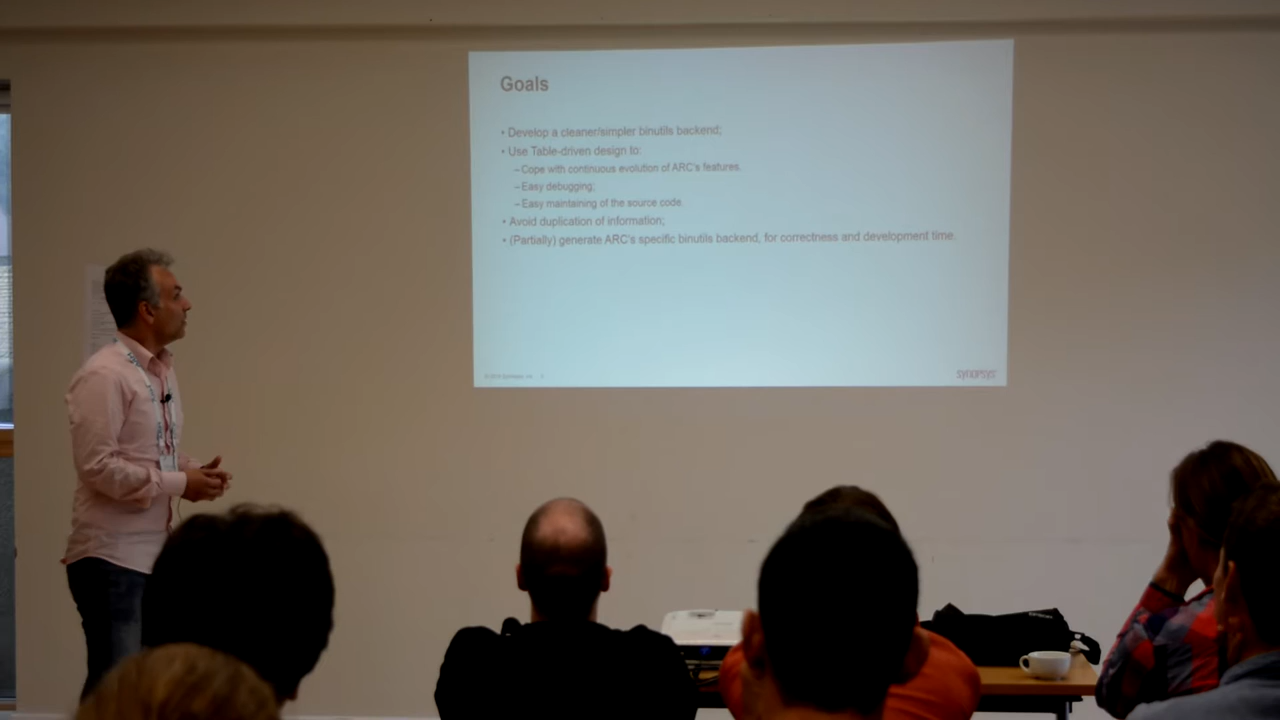 Goals
• Develop a cleaner/simpler binutils backend;
• Use Table-driven design to:
– Cope with continuous evolution of ARC's features.
– Easy debugging;
– Easy maintaining of the source code.
• Avoid duplication of information;
• (Partially) generate ARC's specific binutils backend, for correctness and development time.
SYNOPSYS